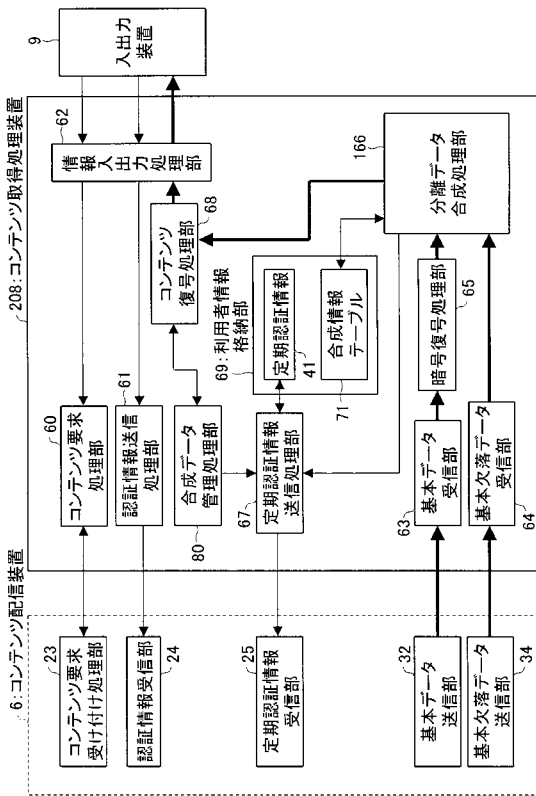 6:コンテンツ配信装置
23
コンテンツ要求
受け付け処理部
24
認証情報受信部
25
定期認証情報
受信部
32
基本データ
送信部
34
基本欠落データ
送信部
208:コンテンツ取得処理装置
60
コンテンツ要求
処理部
61
認証情報送信
処理部
合成データ
管理処理部
80
定期認証情報
送信処理部
67
基本データ
受信部
63
基本欠落データ
受信部
64
62
情報
入出力
処理部
コンテンツ
復号処理部
68
69:利用者情報
格納部
定期認証情報
41
合成情報
テーブル
71
暗号復号処理部
65
166
分離データ
合成処理部
9
入出力
装置